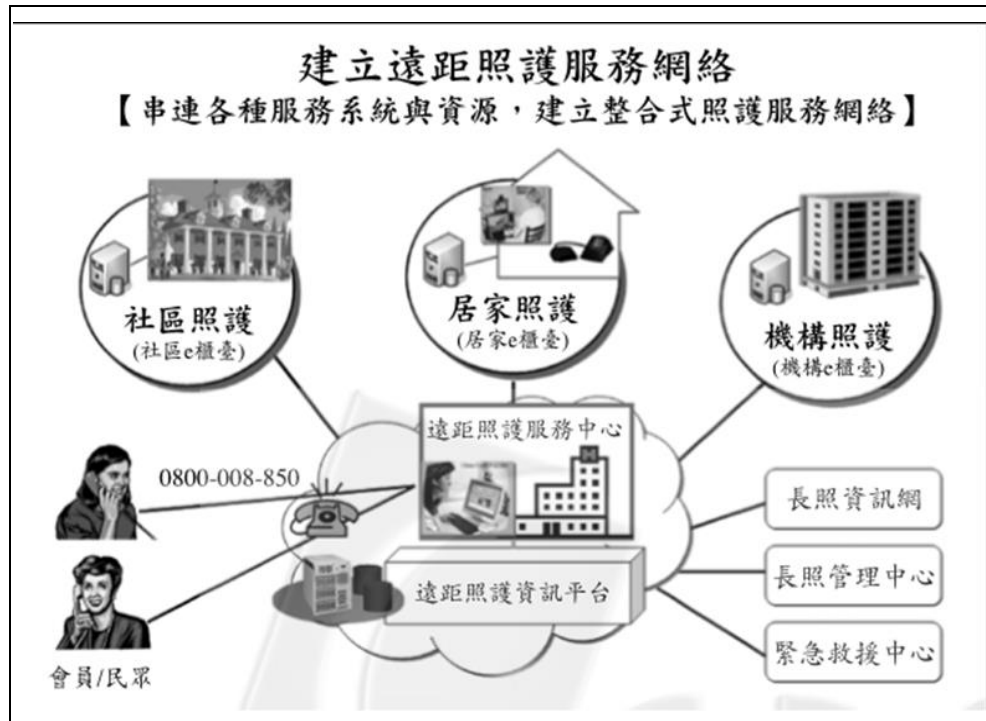 建立遠距照護服務網絡
【串連各種服務系統與資源，建立整合式照護服務網絡】
社區照護
(社區e櫃臺)
居家照護
(居家e櫃臺)
機構照護
(機構e櫃臺)
遠距照護服務中心
0800-008-850
長照資訊網
遠距照護資訊平台
長照管理中心
緊急救援中心
會員/民眾